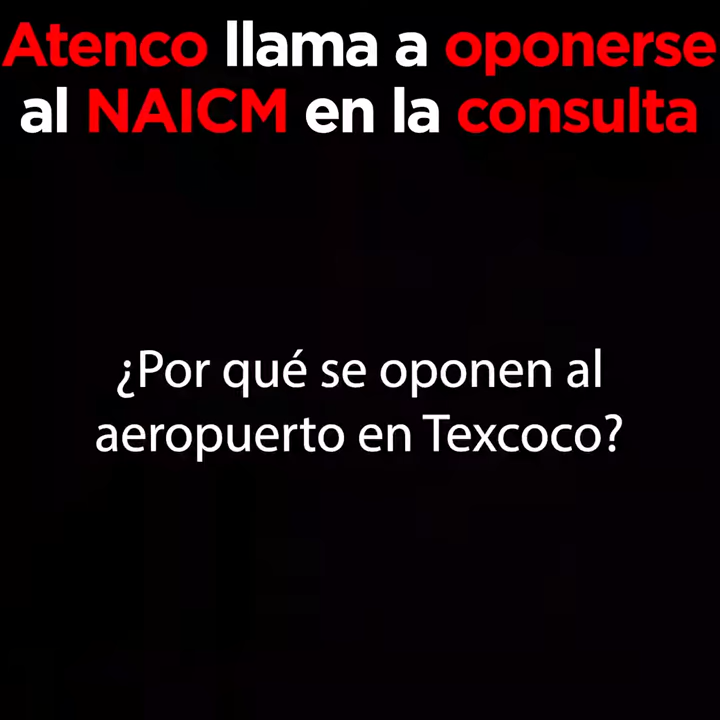 Atenco llama a oponerse
al NAICM en la consulta
¿Por qué se oponen al
aeropuerto en Texcoco?